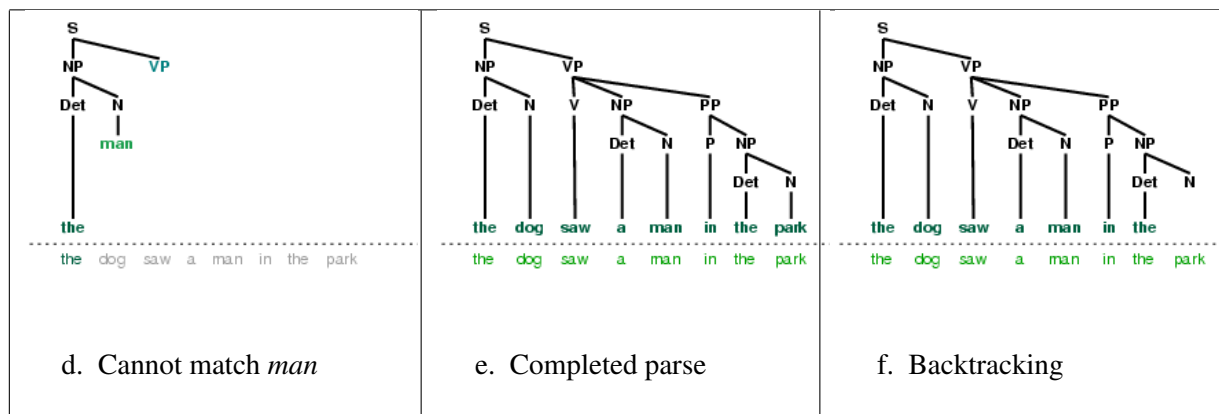 S
NP VP
Det N
man
the
the dog saw a man in the park
d. Cannot match man
S
NP VP
Det N V NP PP
Det N P NP
Det N
the dog saw a man in the park
the dog saw a man in the park
e. Completed parse
S
NP VP
Det N V NP PP
Det N P NP
Det N
the dog saw a man in the
the dog saw a man in the park
f. Backtracking